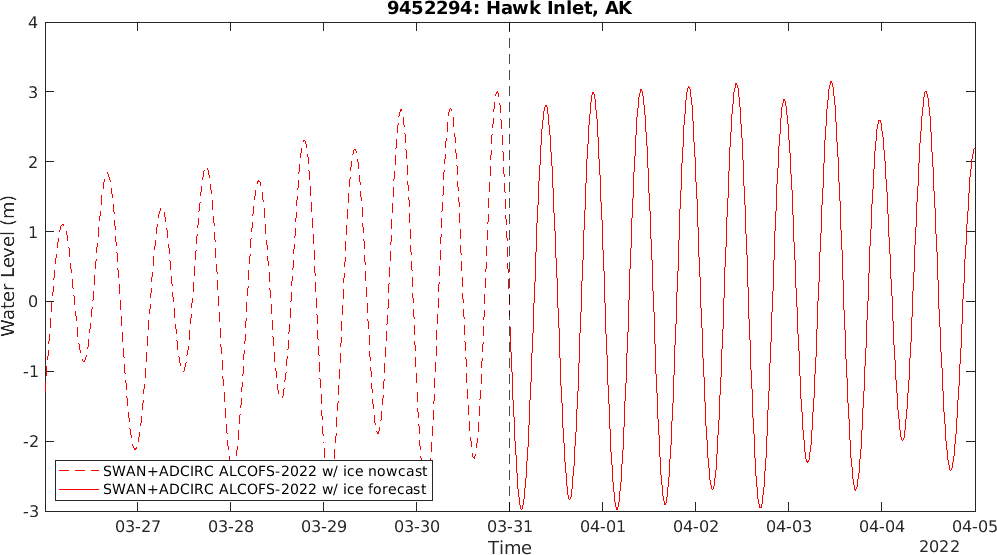 9452294: Hawk Inlet, AK
4
3
2
1
0
-1
-2
-3
Water Level (m)
SWAN+ADCIRC ALCOFS-2022 w/ ice nowcast
SWAN+ADCIRC ALCOFS-2022 w/ ice forecast
03-27 03-28 03-29 03-30 03-31 04-01 04-02 04-03 04-04 04-05
Time
2022